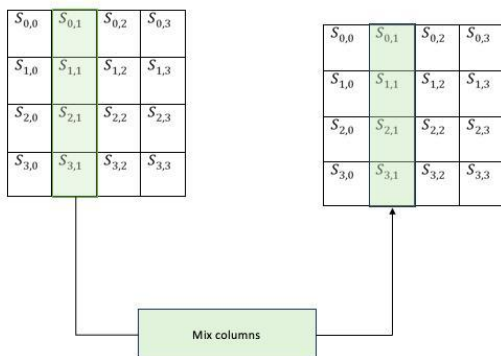 S0,0 S0,1 S0,2 S0,3
S1,0 S1,1 S1,2 S1,3
S2,0 S2,1 S2,2 S2,3
S3,0 S3,1 S3,2 S3,3
S0,0 S0,1 S0,2 S0,3
S1,0 S1,1 S1,2 S1,3
S2,0 S2,1 S2,2 S2,3
S3,0 S3,1 S3,2 S3,3
Mix columns